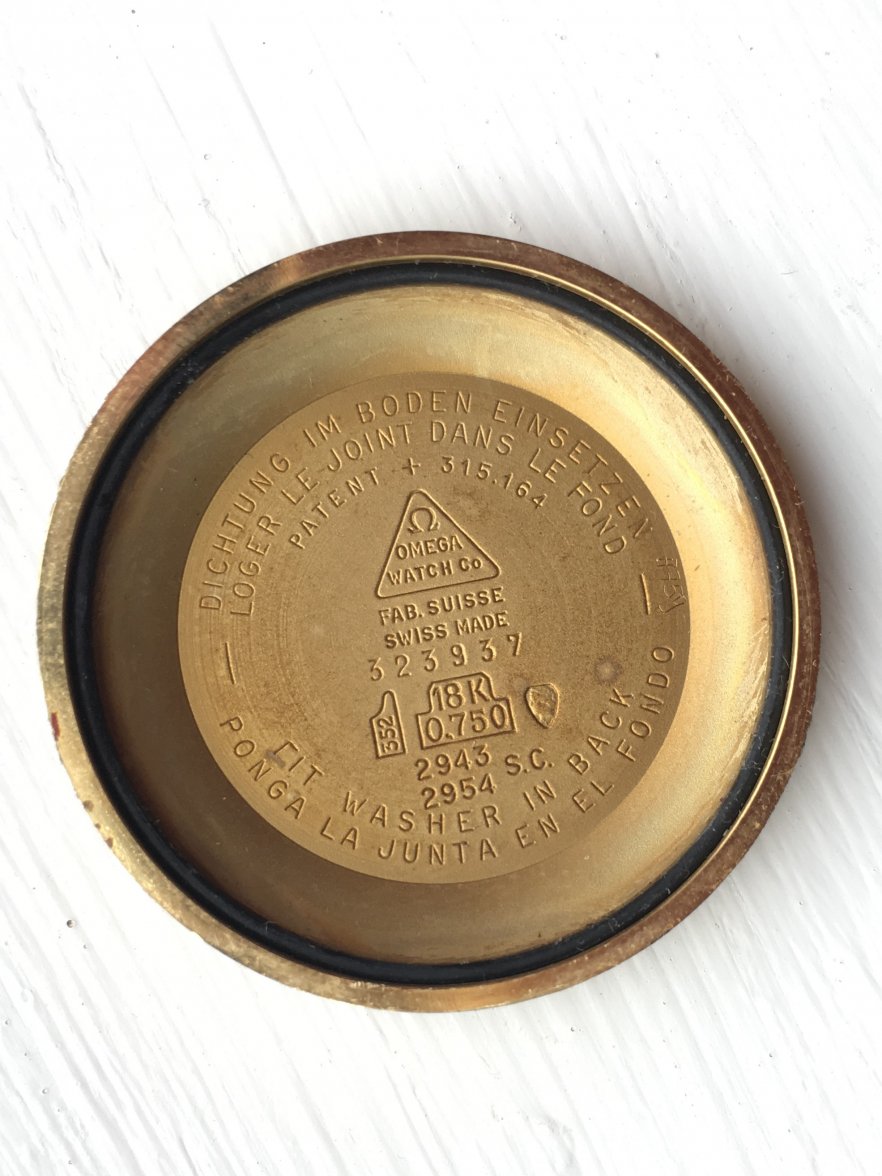 DICHTUNG IM BODEN EINSETZEN
LOGER LE JOINT DANS LE FOND
PATENT + 315.164
Ω
OMEGA
WATCH Co
FAB. SUISSE
SWISS MADE
323937
352
18K
0.750
2943
2954 S.C.
FIT WASHER IN BACK
PONGA LA JUNTA EN EL FONDO